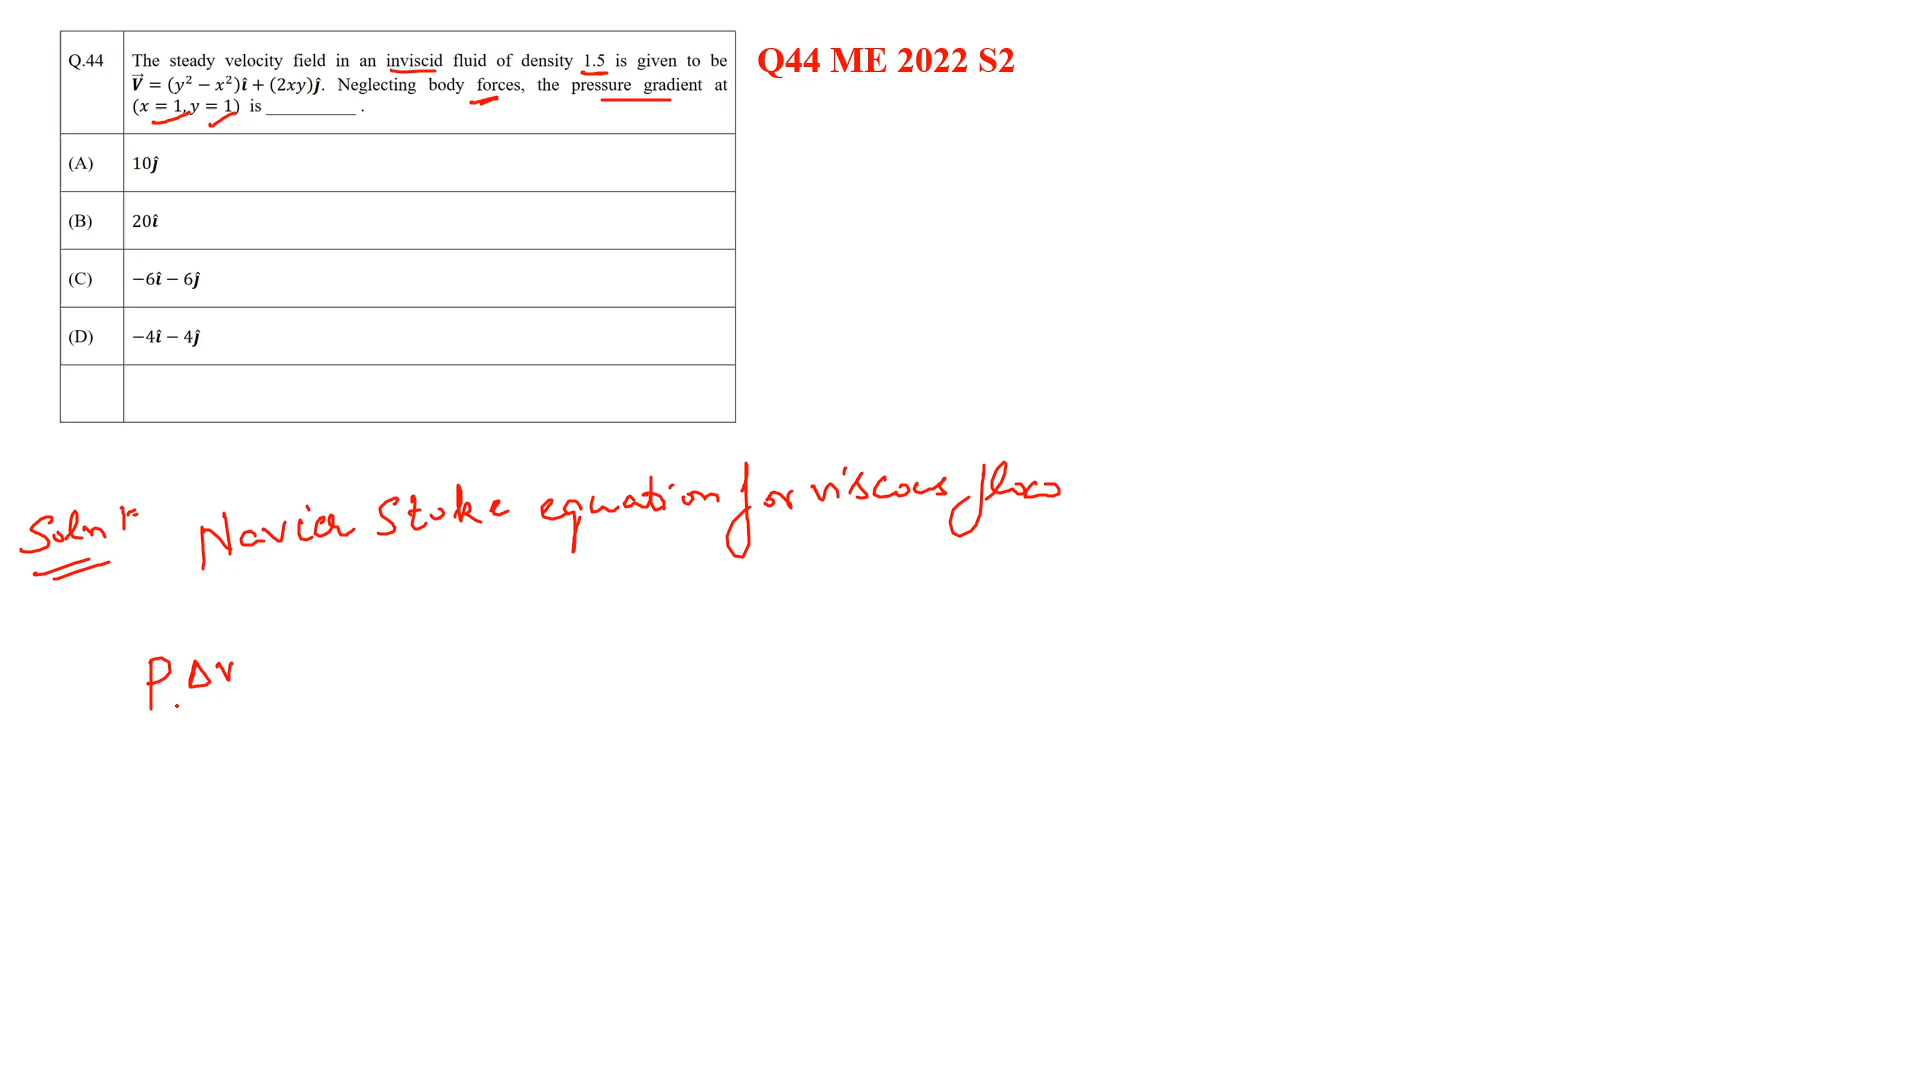 Q.44 The steady velocity field in an inviscid fluid of density 1.5 is given to be
V⃗ = (y² − x²)î + (2xy)ĵ. Neglecting body forces, the pressure gradient at
(x = 1, y = 1) is __________ .
Q44 ME 2022 S2
(A) 10ĵ
(B) 20î
(C) −6î − 6ĵ
(D) −4î − 4ĵ
Soln :- Navier Stoke equation for viscous flow
P. ΔV